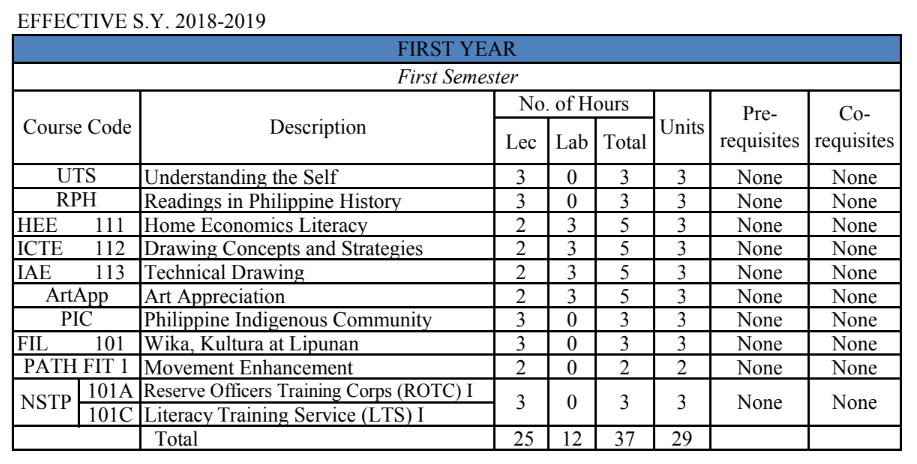 EFFECTIVE S.Y. 2018-2019
FIRST YEAR
First Semester
Course Code Description No. of Hours Units Pre-requisites Co-requisites
Lec Lab Total
UTS Understanding the Self 3 0 3 3 None None
RPH Readings in Philippine History 3 0 3 3 None None
HEE 111 Home Economics Literacy 2 3 5 3 None None
ICTE 112 Drawing Concepts and Strategies 2 3 5 3 None None
IAE 113 Technical Drawing 2 3 5 3 None None
ArtApp Art Appreciation 2 3 5 3 None None
PIC Philippine Indigenous Community 3 0 3 3 None None
FIL 101 Wika, Kultura at Lipunan 3 0 3 3 None None
PATH FIT 1 Movement Enhancement 2 0 2 2 None None
NSTP 101A Reserve Officers Training Corps (ROTC) I 3 0 3 3 None None
101C Literacy Training Service (LTS) I
Total 25 12 37 29